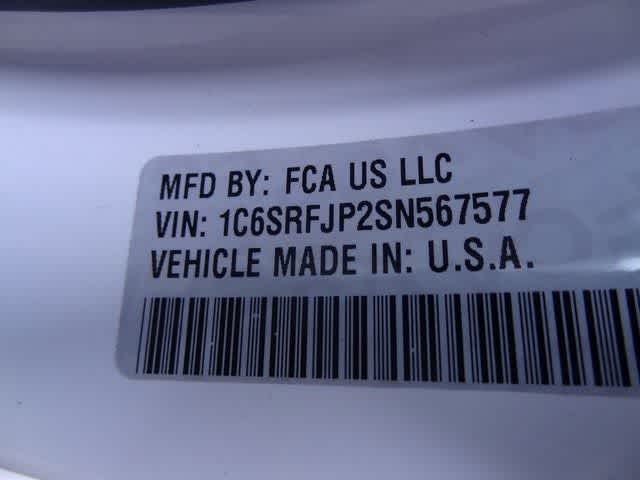 MFD BY: FCA US LLC
VIN: 1C6SRFJP2SN567577
VEHICLE MADE IN: U.S.A.